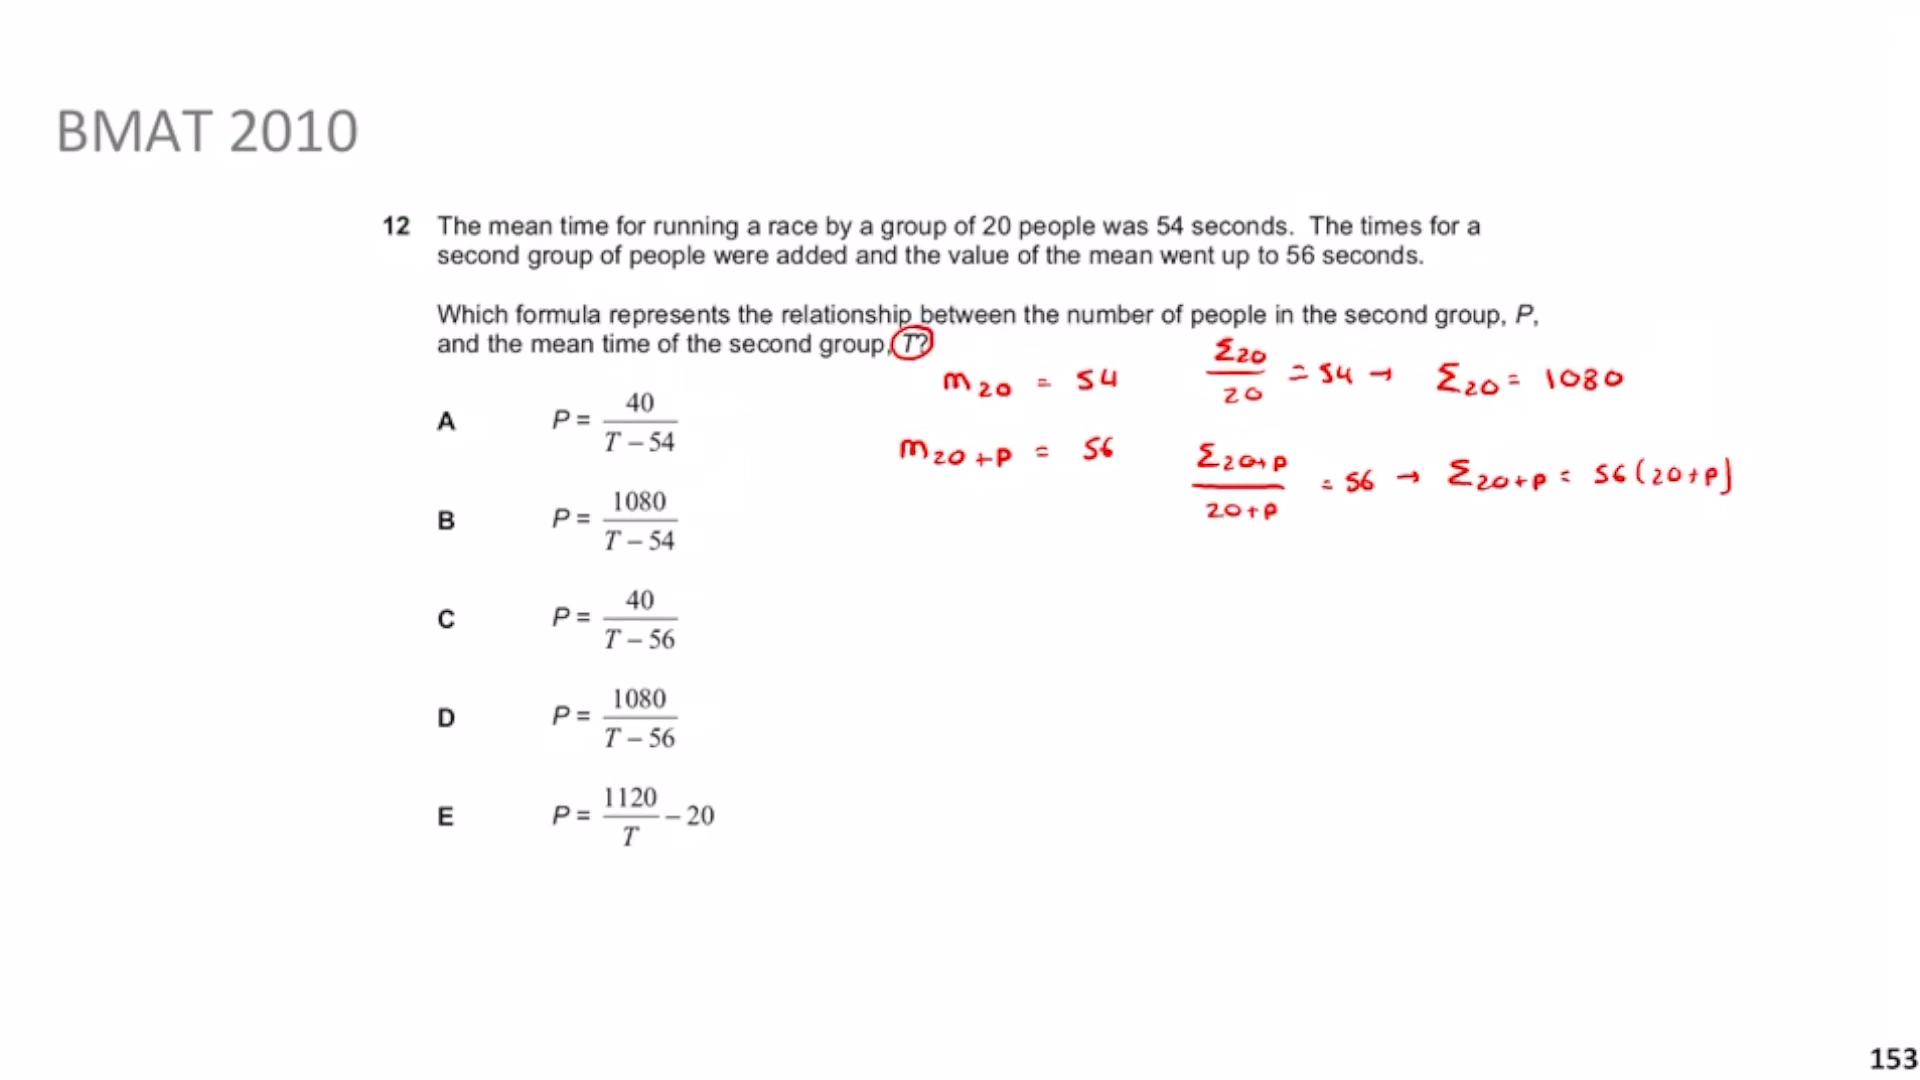 BMAT 2010
12 The mean time for running a race by a group of 20 people was 54 seconds. The times for a
second group of people were added and the value of the mean went up to 56 seconds.
Which formula represents the relationship between the number of people in the second group, P,
and the mean time of the second group, T?
m20 = 54
Σ20/20 = 54 → Σ20 = 1080
m20+P = 56
Σ20+P/20+P = 56 → Σ20+P = 56(20+P)
A P = 40/T – 54
B P = 1080/T – 54
C P = 40/T – 56
D P = 1080/T – 56
E P = 1120/T – 20
153